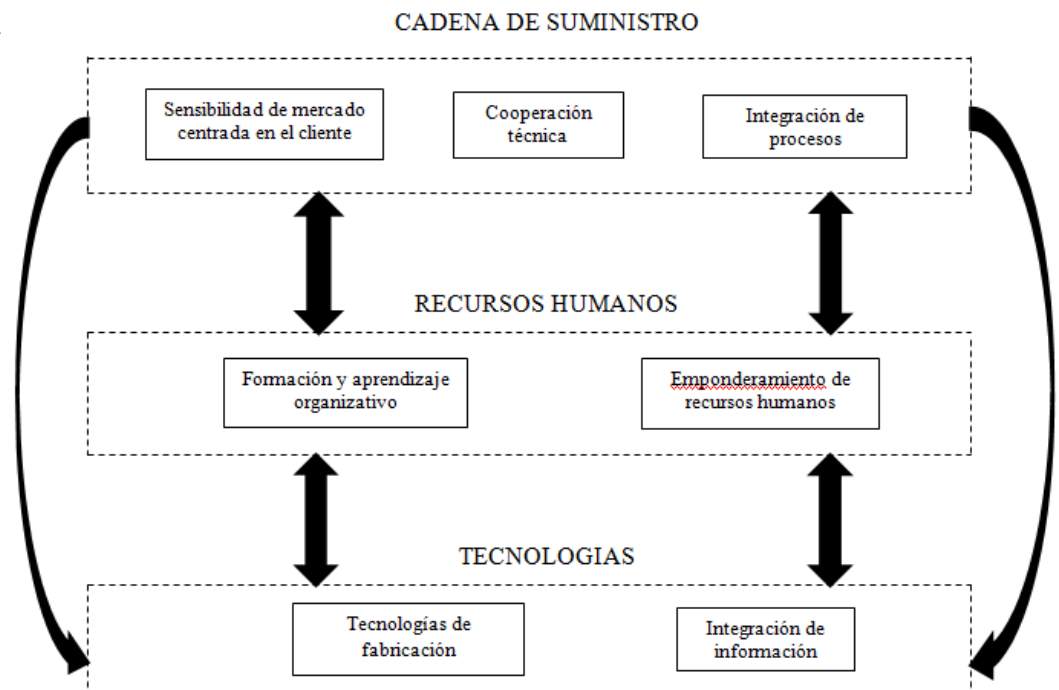 CADENA DE SUMINISTRO
Sensibilidad de mercado
centrada en el cliente
Cooperación
técnica
Integración de
procesos
RECURSOS HUMANOS
Formación y aprendizaje
organizativo
Emponderamiento de
recursos humanos
TECNOLOGIAS
Tecnologías de
fabricación
Integración de
información